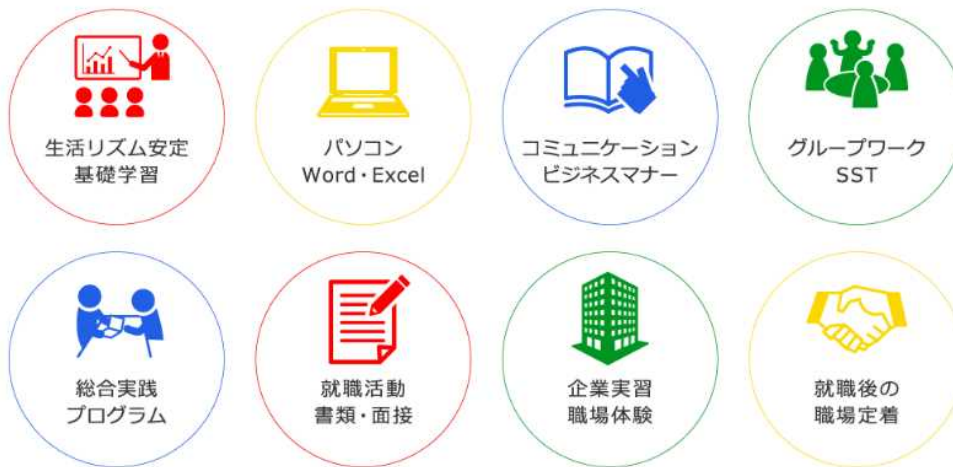 生活リズム安定
基礎学習
パソコン
Word・Excel
コミュニケーション
ビジネスマナー
グループワーク
SST
総合実践
プログラム
就職活動
書類・面接
企業実習
職場体験
就職後の
職場定着